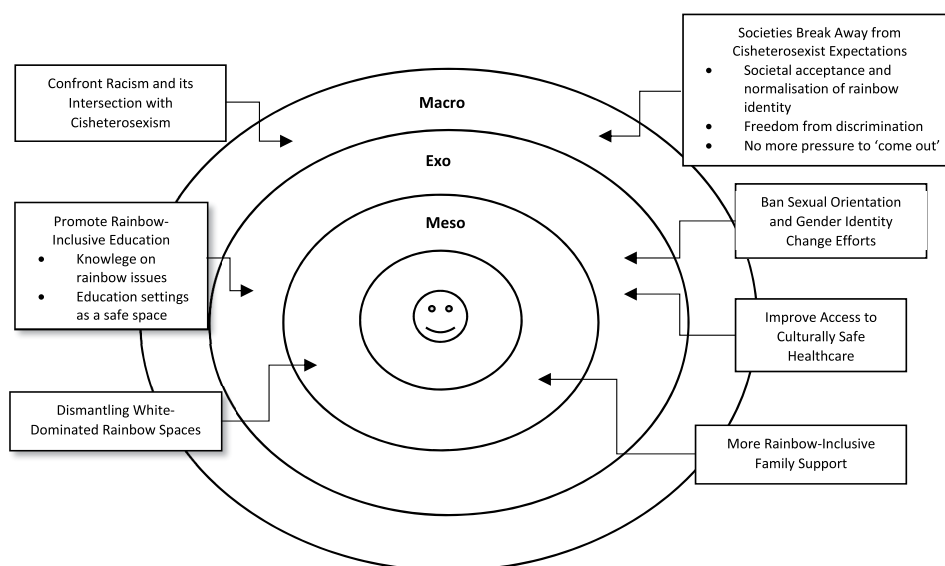 Societies Break Away from
Cisheterosexist Expectations
• Societal acceptance and
normalisation of rainbow
identity
• Freedom from discrimination
• No more pressure to ‘come out’
Confront Racism and its
Intersection with
Cisheterosexism
Macro
Exo
Meso
Ban Sexual Orientation
and Gender Identity
Change Efforts
Promote Rainbow-
Inclusive Education
• Knowlege on
rainbow issues
• Education settings
as a safe space
Improve Access to
Culturally Safe
Healthcare
Dismantling White-
Dominated Rainbow Spaces
More Rainbow-Inclusive
Family Support